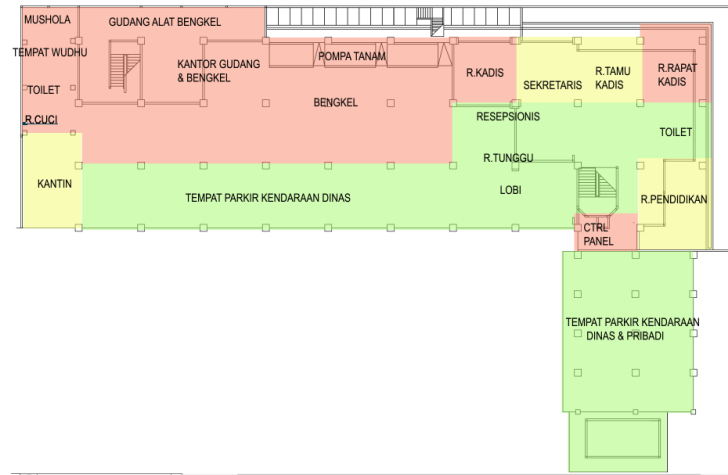 MUSHOLA
GUDANG ALAT BENGKEL
TEMPAT WUDHU
KANTOR GUDANG
& BENGKEL
POMPA TANAM
R.KADIS
SEKRETARIS
R.TAMU
KADIS
R.RAPAT
KADIS
TOILET
BENGKEL
R.CUCI
RESEPSIONIS
TOILET
R.TUNGGU
KANTIN
TEMPAT PARKIR KENDARAAN DINAS
LOBI
R.PENDIDIKAN
CTRL
PANEL
TEMPAT PARKIR KENDARAAN
DINAS & PRIBADI